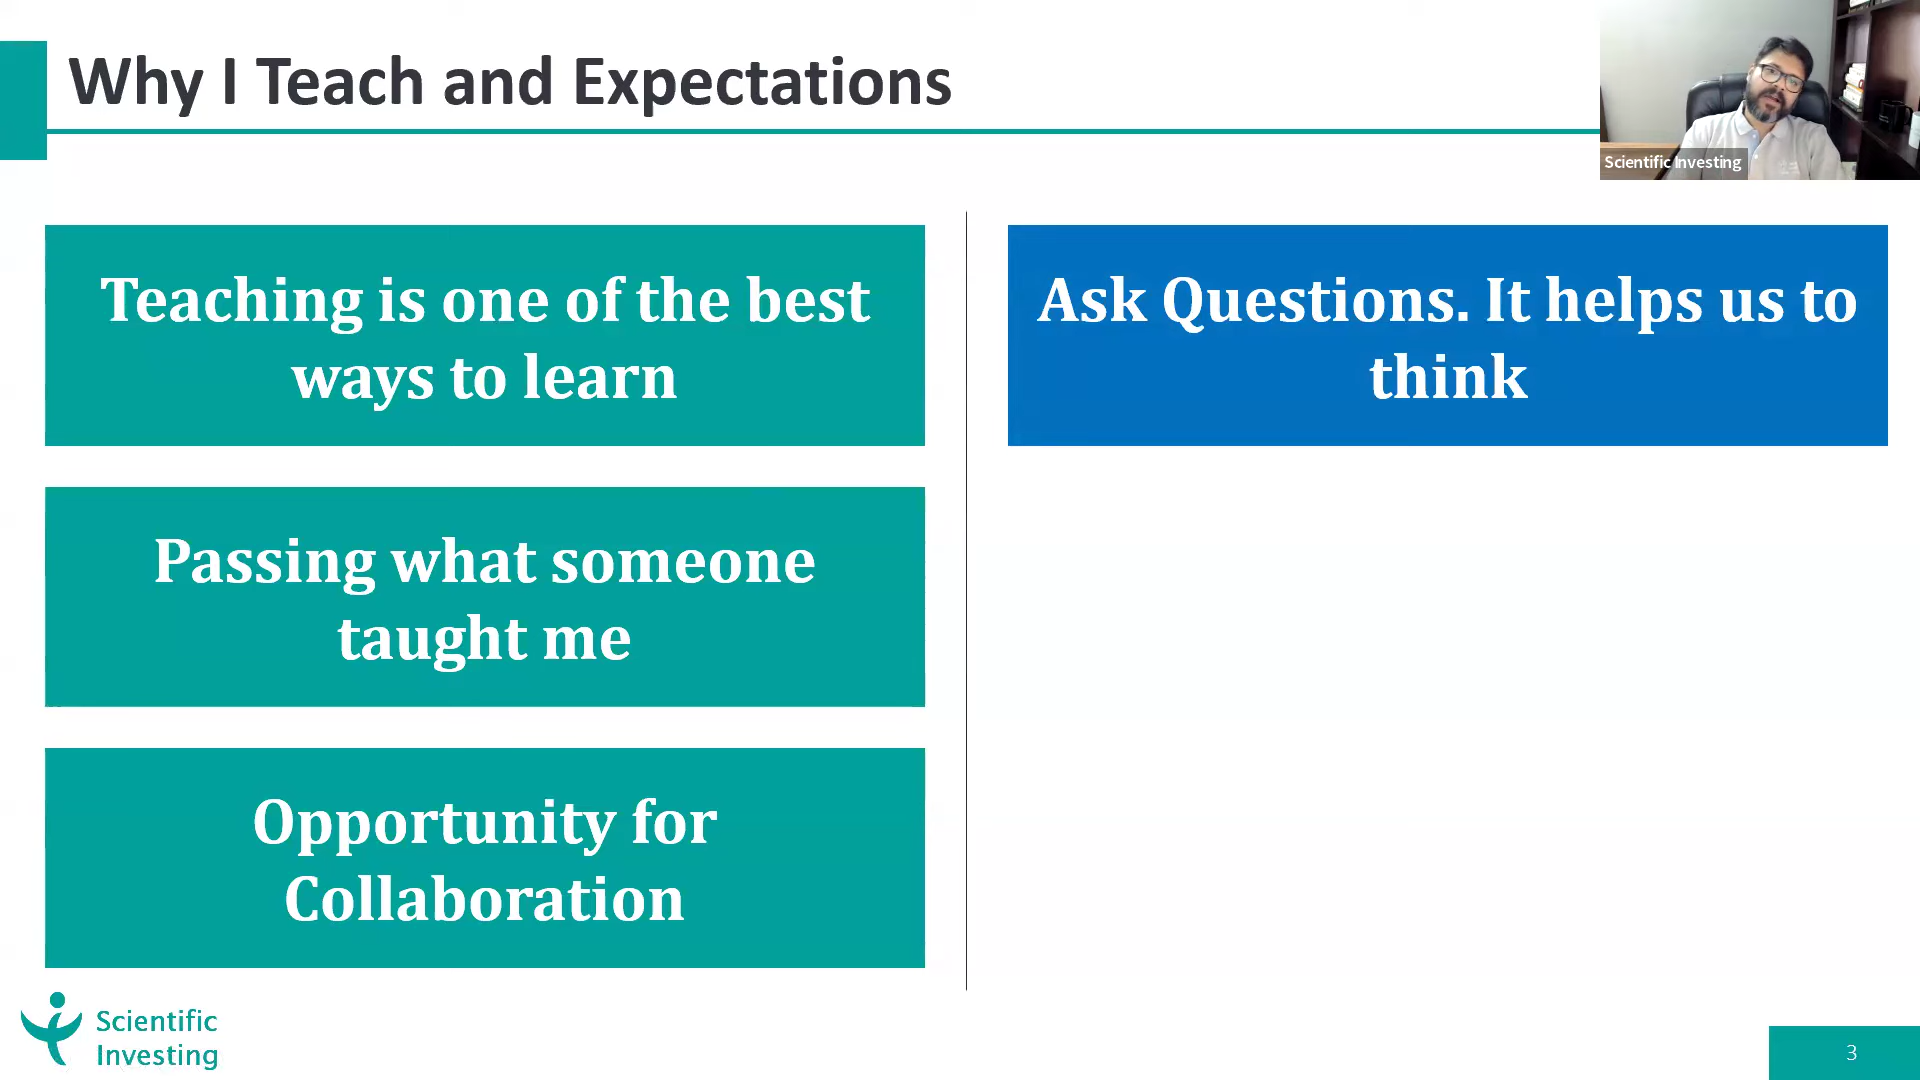 Why I Teach and Expectations
Scientific Investing
Teaching is one of the best
ways to learn
Passing what someone
taught me
Opportunity for
Collaboration
Ask Questions. It helps us to
think
Scientific
Investing
3